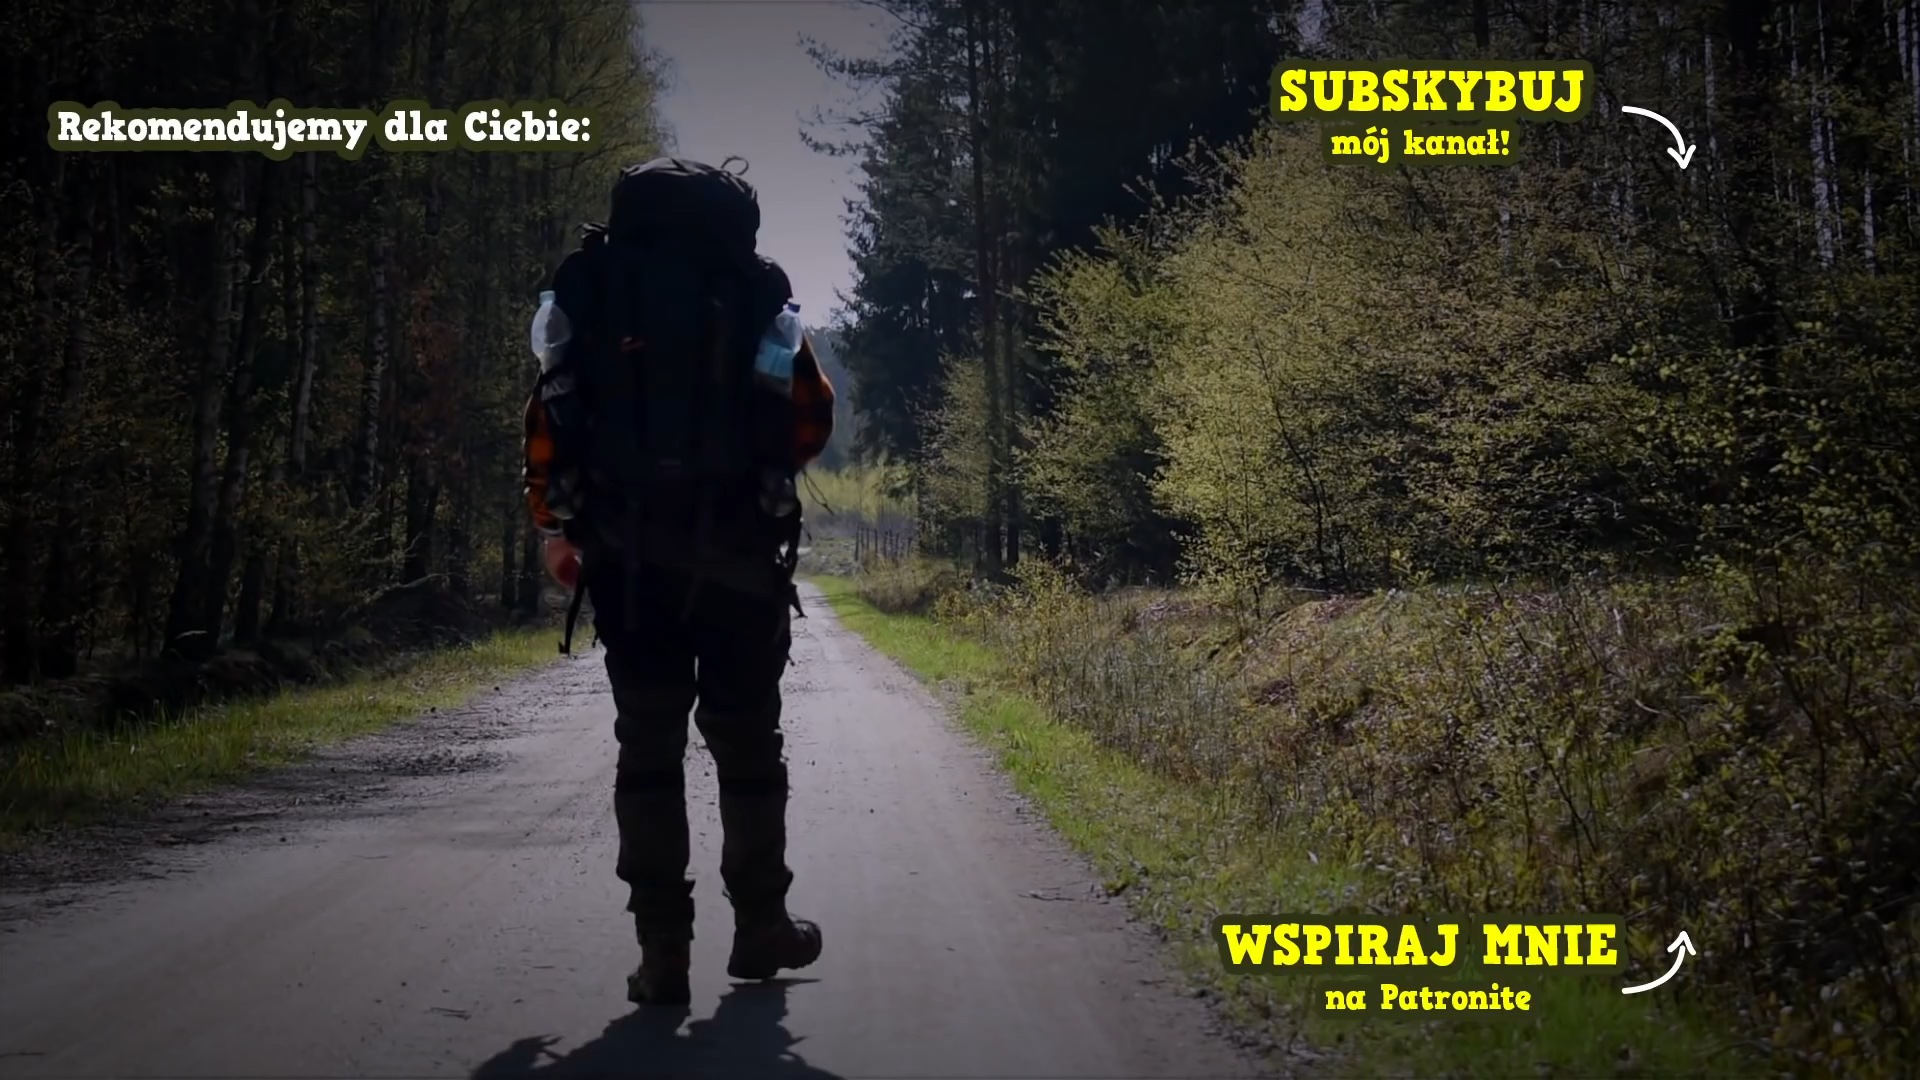 Rekomendujemy dla Ciebie:
SUBSKYBUJ
mój kanał!
WSPIRAJ MNIE
na Patronite